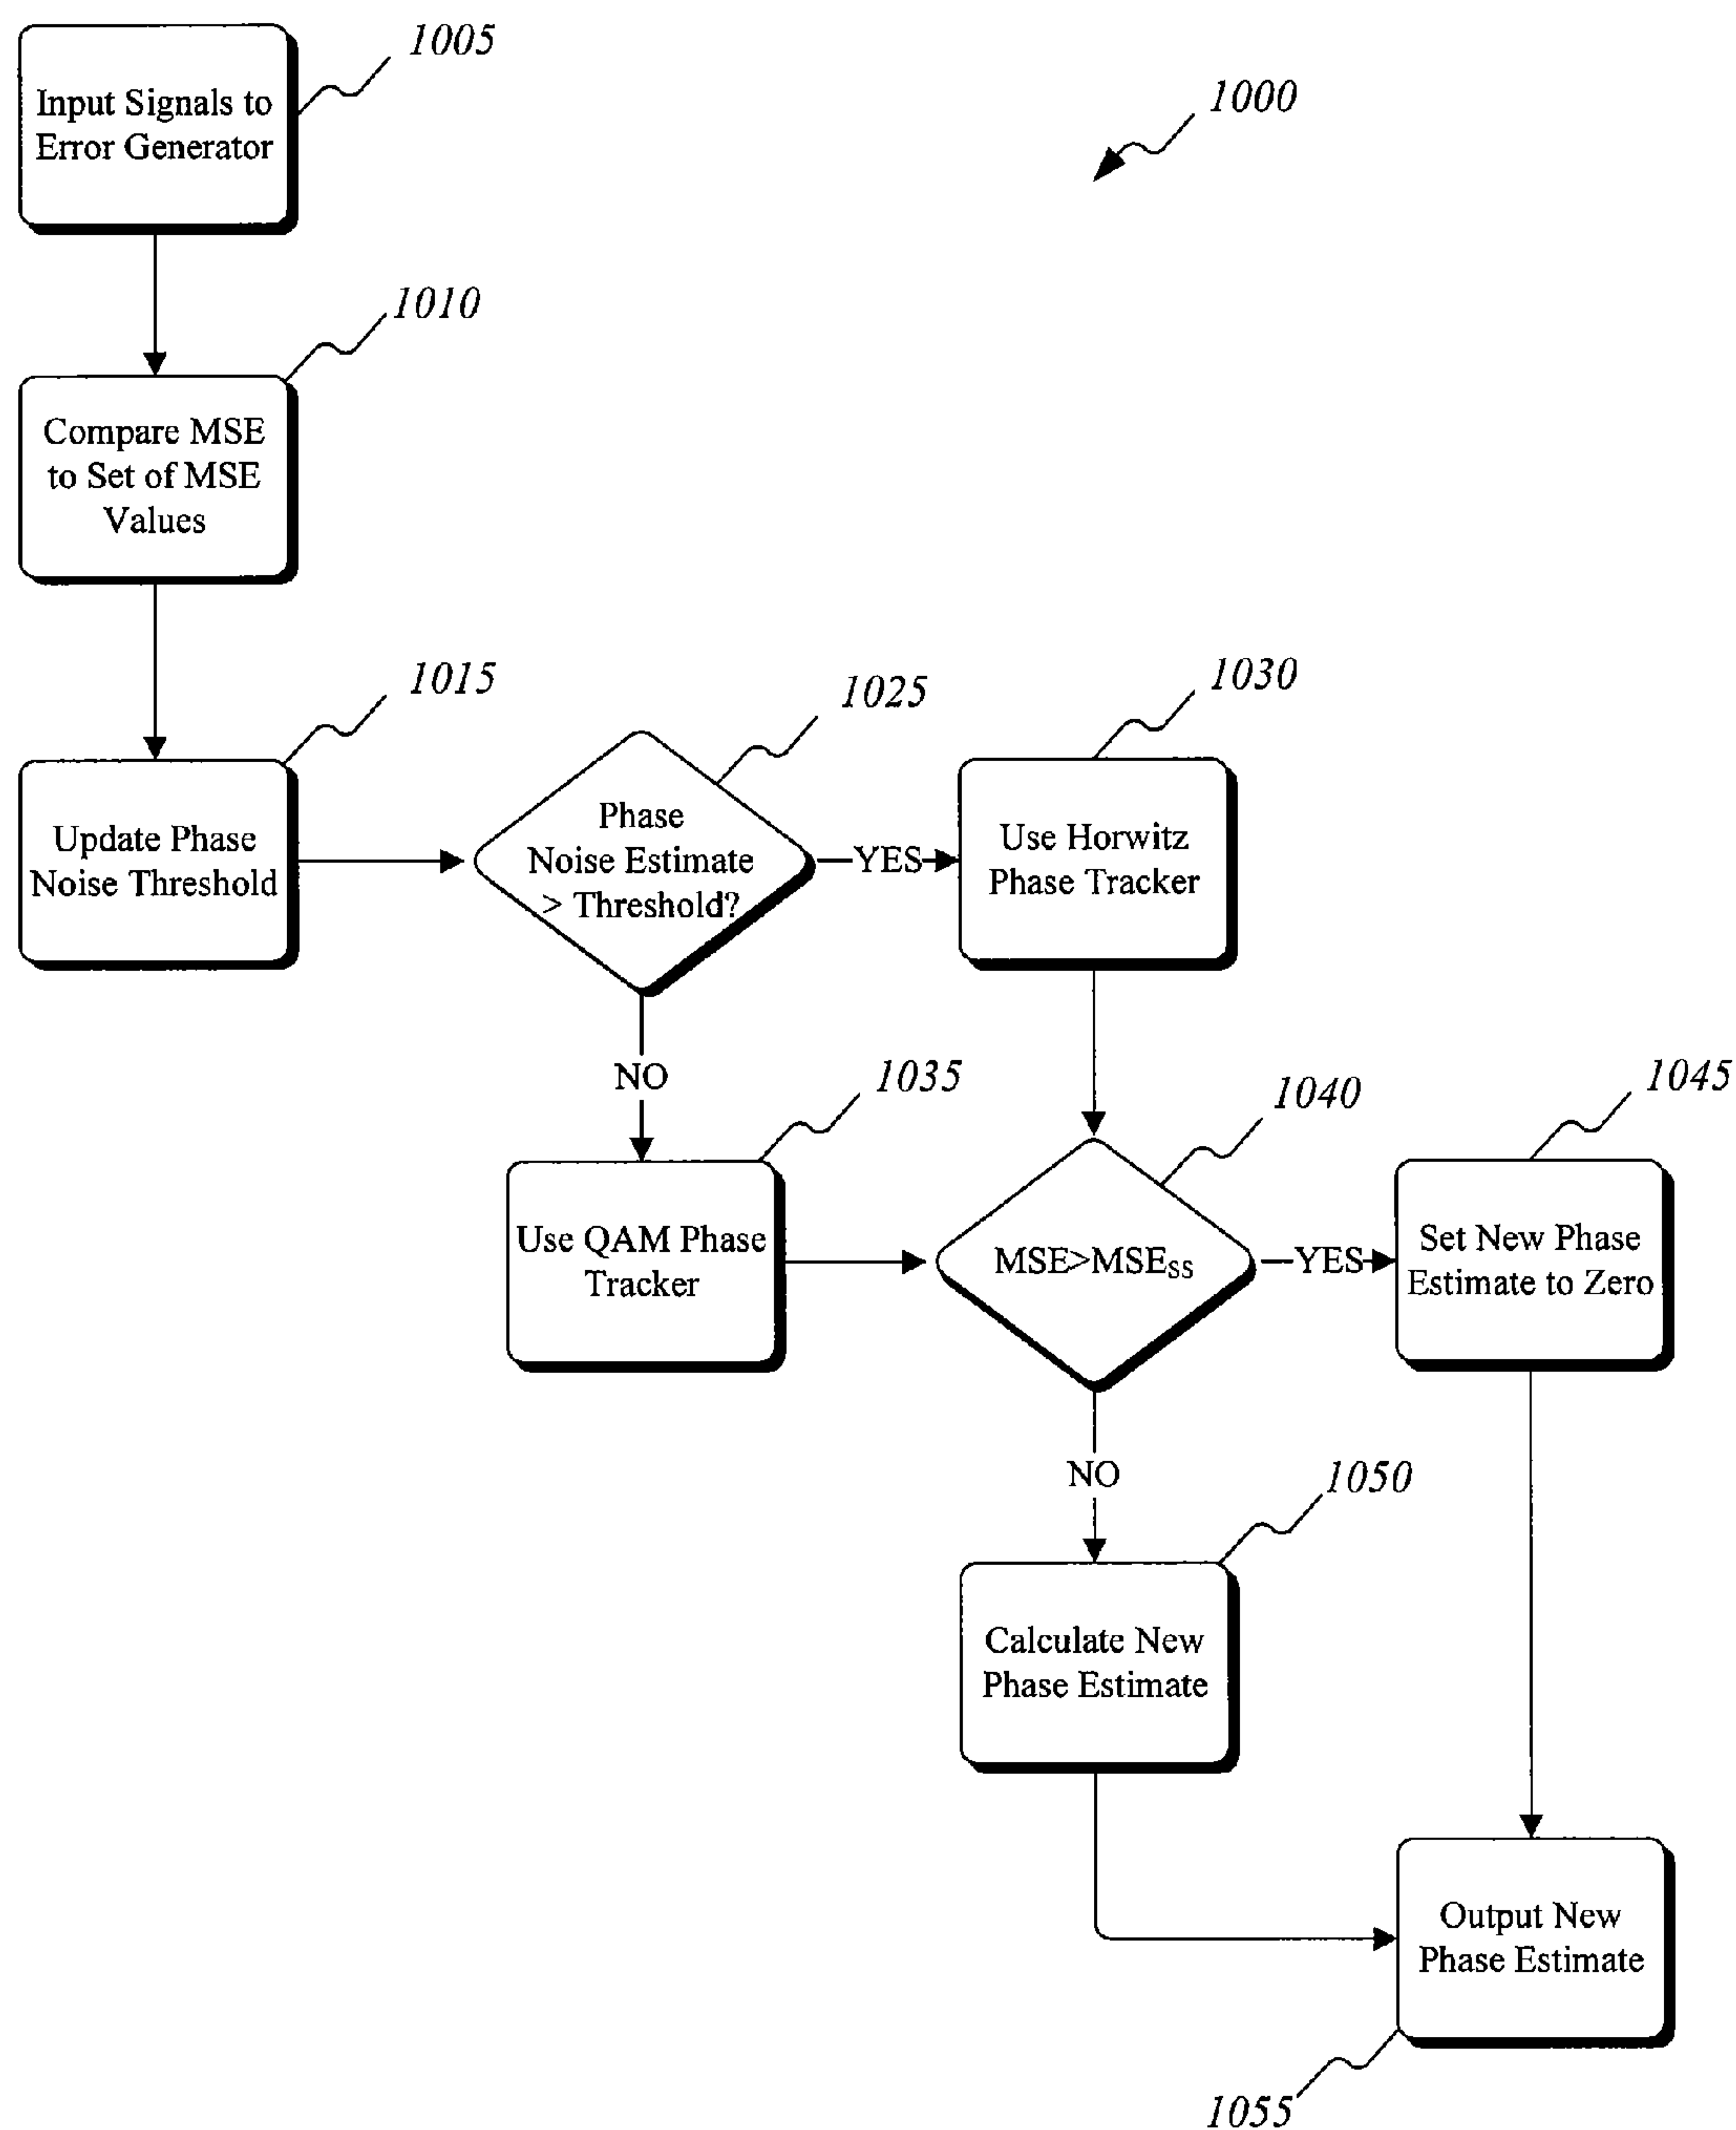 1005
Input Signals to
Error Generator
1000
1010
Compare MSE
to Set of MSE
Values
1015
Update Phase
Noise Threshold
1025
Phase
Noise Estimate
> Threshold?
YES
1030
Use Horwitz
Phase Tracker
NO
1035
Use QAM Phase
Tracker
1040
MSE>MSE_SS
YES
1045
Set New Phase
Estimate to Zero
NO
1050
Calculate New
Phase Estimate
Output New
Phase Estimate
1055